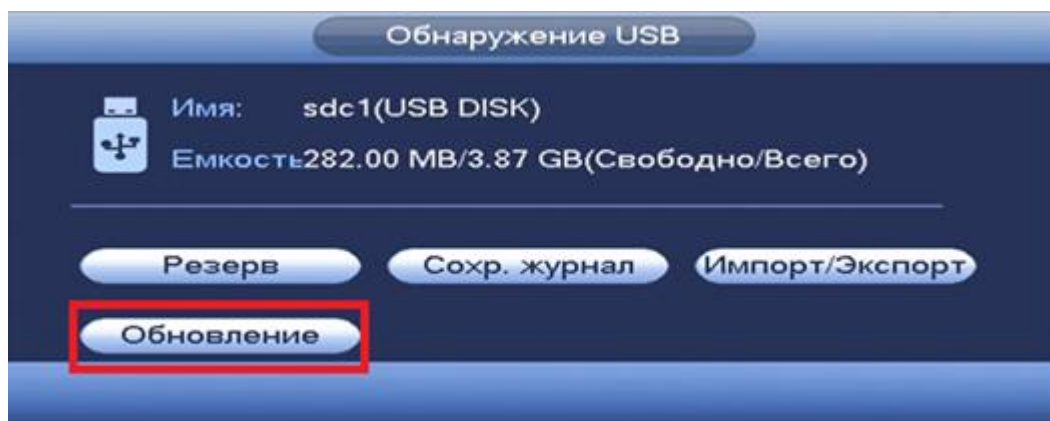 Обнаружение USB
Имя: sdc1(USB DISK)
Емкость282.00 MB/3.87 GB(Свободно/Всего)
Резерв Сохр. журнал Импорт/Экспорт
Обновление